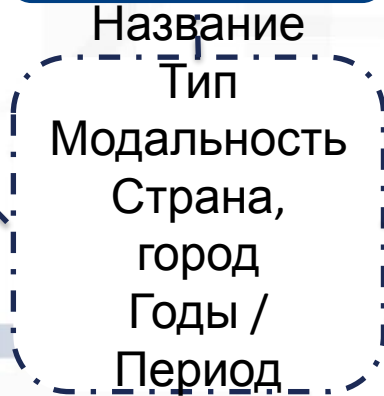 Название
Тип
Модальность
Страна,
город
Годы /
Период